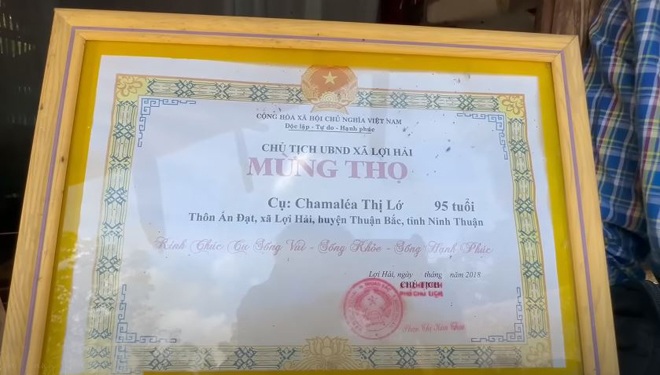 CỘNG HÒA XÃ HỘI CHỦ NGHĨA VIỆT NAM
Độc lập - Tự do - Hạnh phúc
CHỦ TỊCH UBND XÃ LỢI HẢI
MỪNG THỌ
Cụ: Chamaléa Thị Lớ 95 tuổi
Thôn Ấn Đạt, xã Lợi Hải, huyện Thuận Bắc, tỉnh Ninh Thuận
Kính Chúc Cụ Sống Vui - Sống Khỏe - Sống Hạnh Phúc
Lợi Hải, ngày tháng năm 2018
CHỦ TỊCH